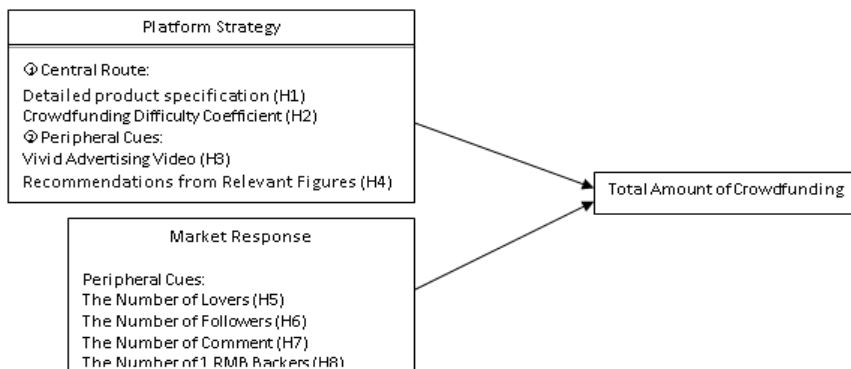 Platform Strategy
① Central Route:
Detailed product specification (H1)
Crowdfunding Difficulty Coefficient (H2)
② Peripheral Cues:
Vivid Advertising Video (H3)
Recommendations from Relevant Figures (H4)
Total Amount of Crowdfunding
Market Response
Peripheral Cues:
The Number of Lovers (H5)
The Number of Followers (H6)
The Number of Comment (H7)
The Number of 1 RMB Backers (H8)